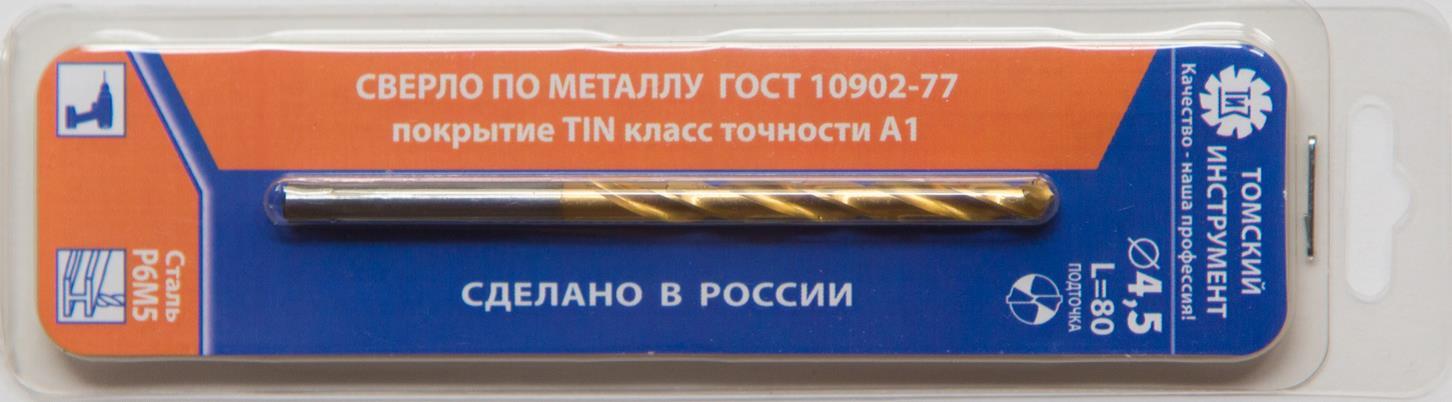 СВЕРЛО ПО МЕТАЛЛУ ГОСТ 10902-77
покрытие TIN класс точности А1
СДЕЛАНО В РОССИИ
Сталь
Р6М5
ТИ
ТОМСКИЙ
ИНСТРУМЕНТ
Качество - наша профессия!
Ø4,5
L=80
ПОДТОЧКА